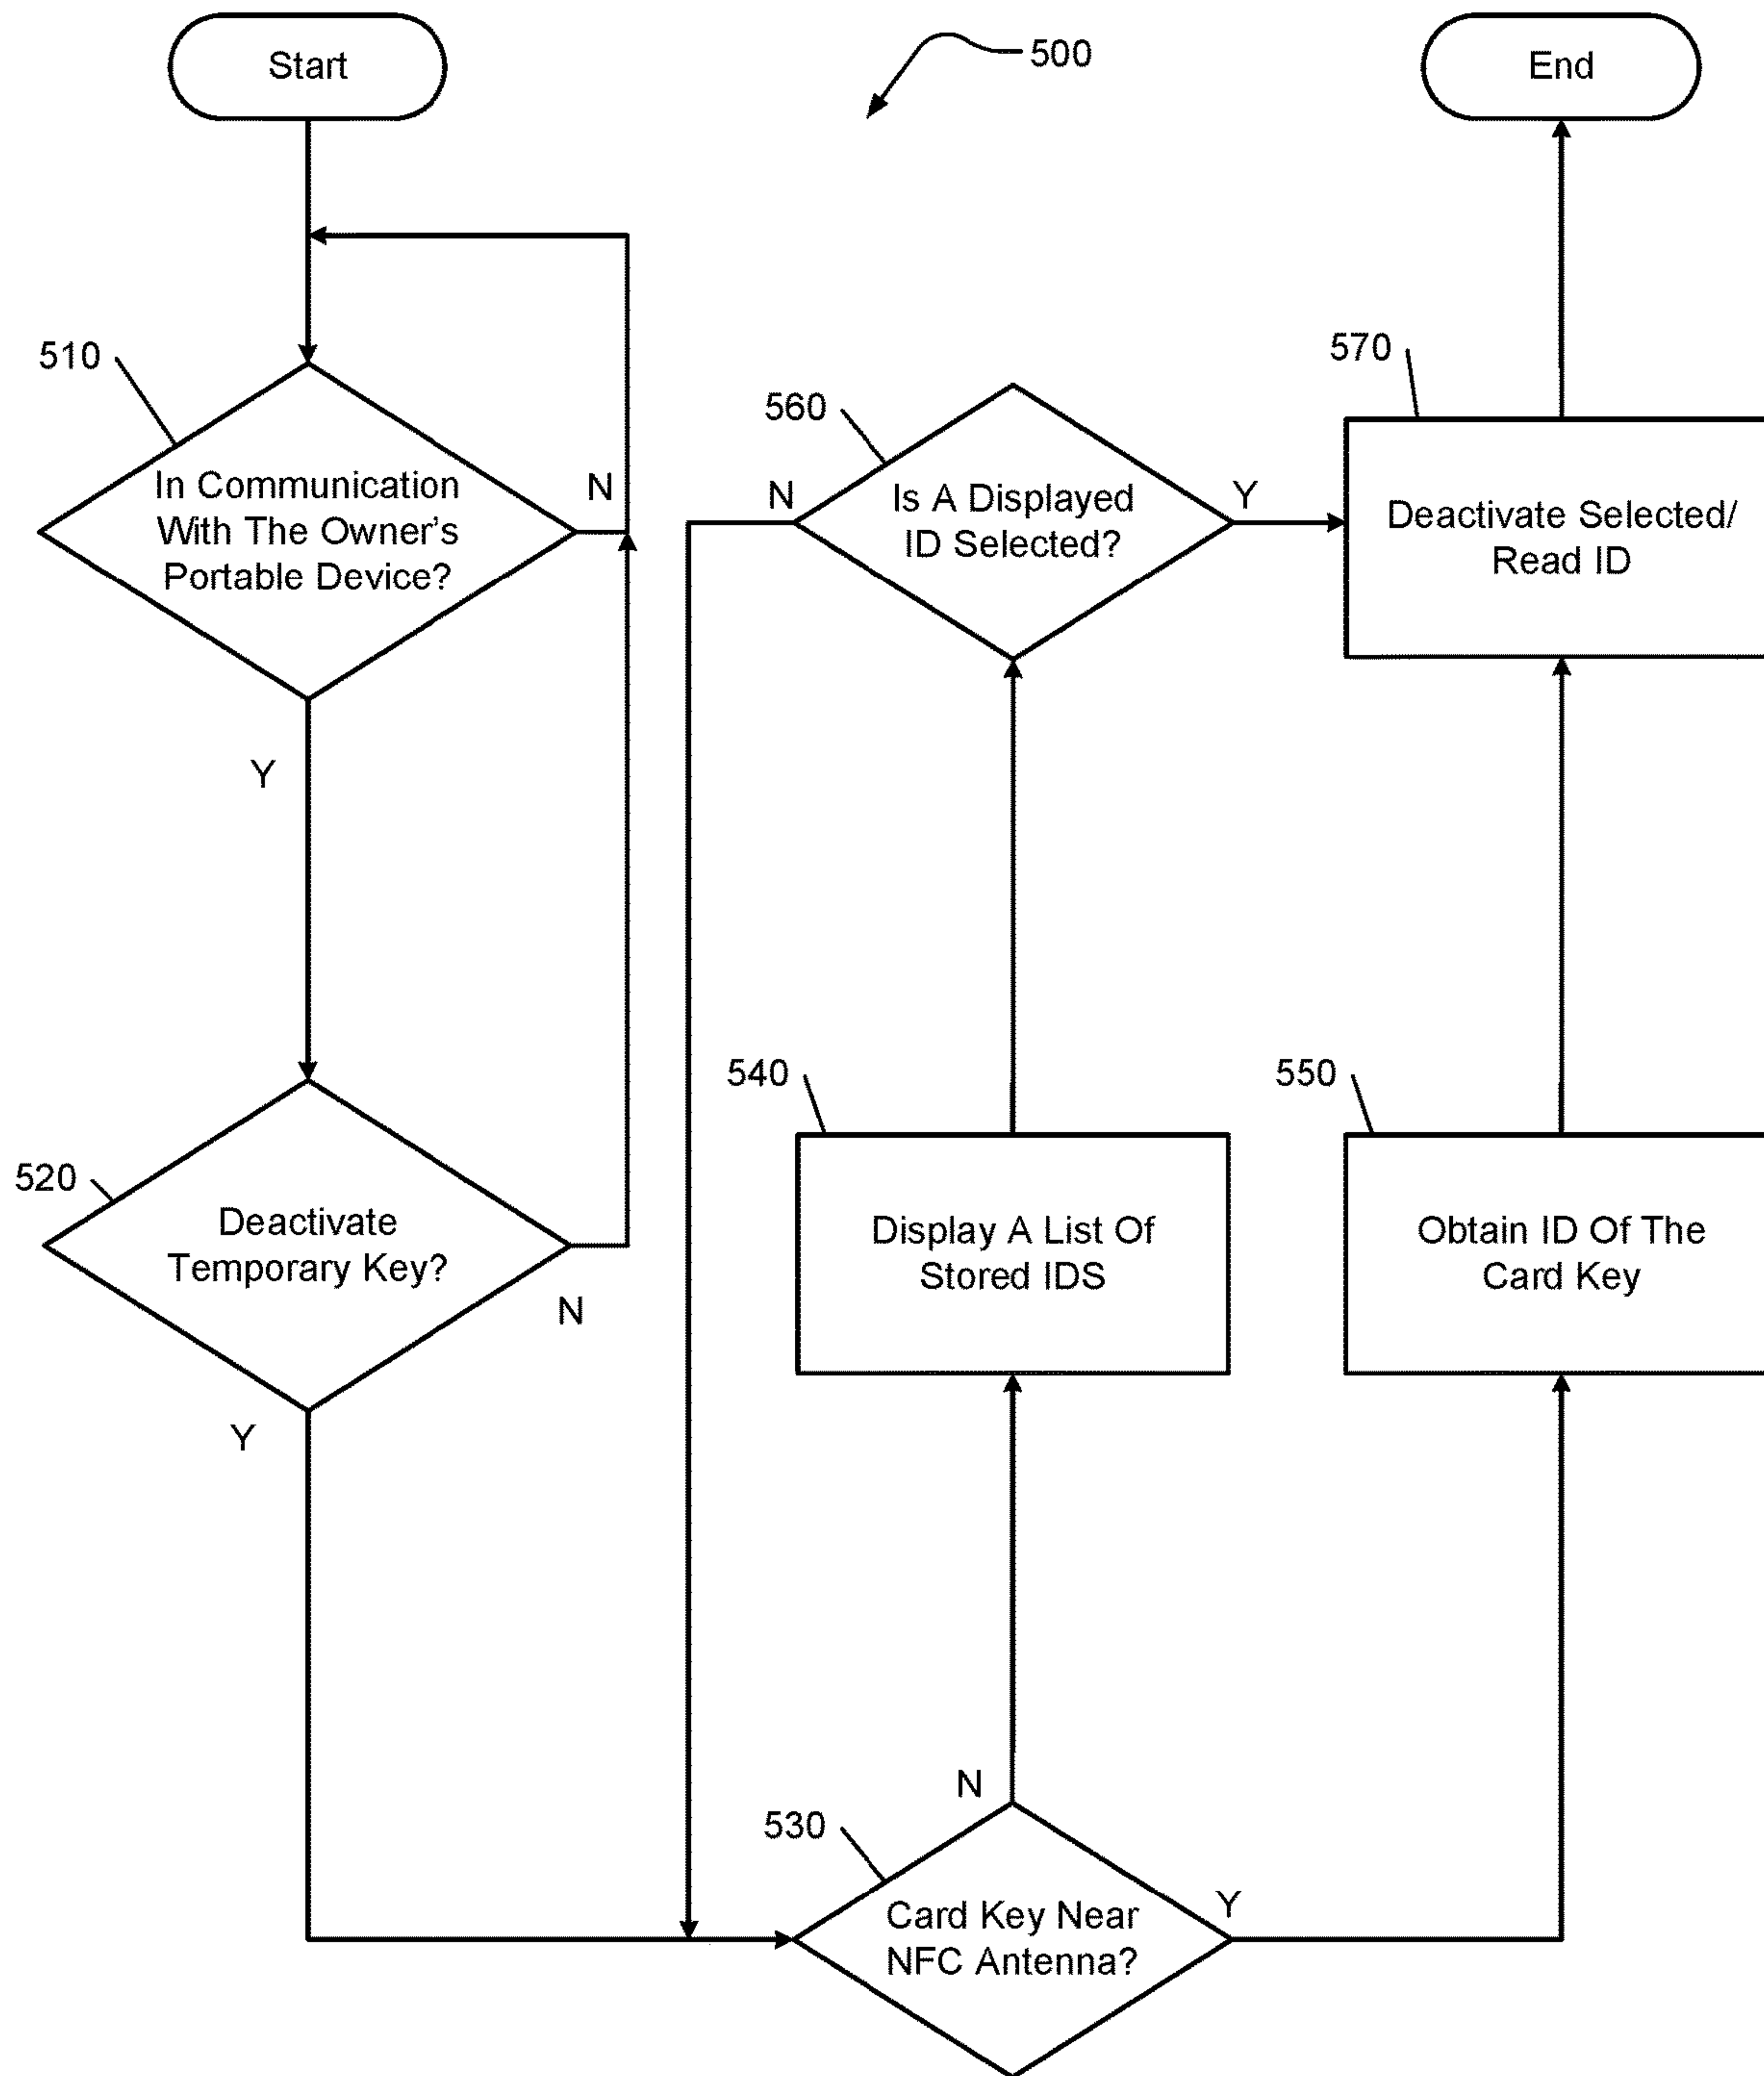 Start
500
End
510
In Communication
With The Owner's
Portable Device?
N
Y
560
Is A Displayed
ID Selected?
N
Y
570
Deactivate Selected/
Read ID
520
Deactivate
Temporary Key?
N
Y
540
Display A List Of
Stored IDS
550
Obtain ID Of The
Card Key
530
Card Key Near
NFC Antenna?
N
Y